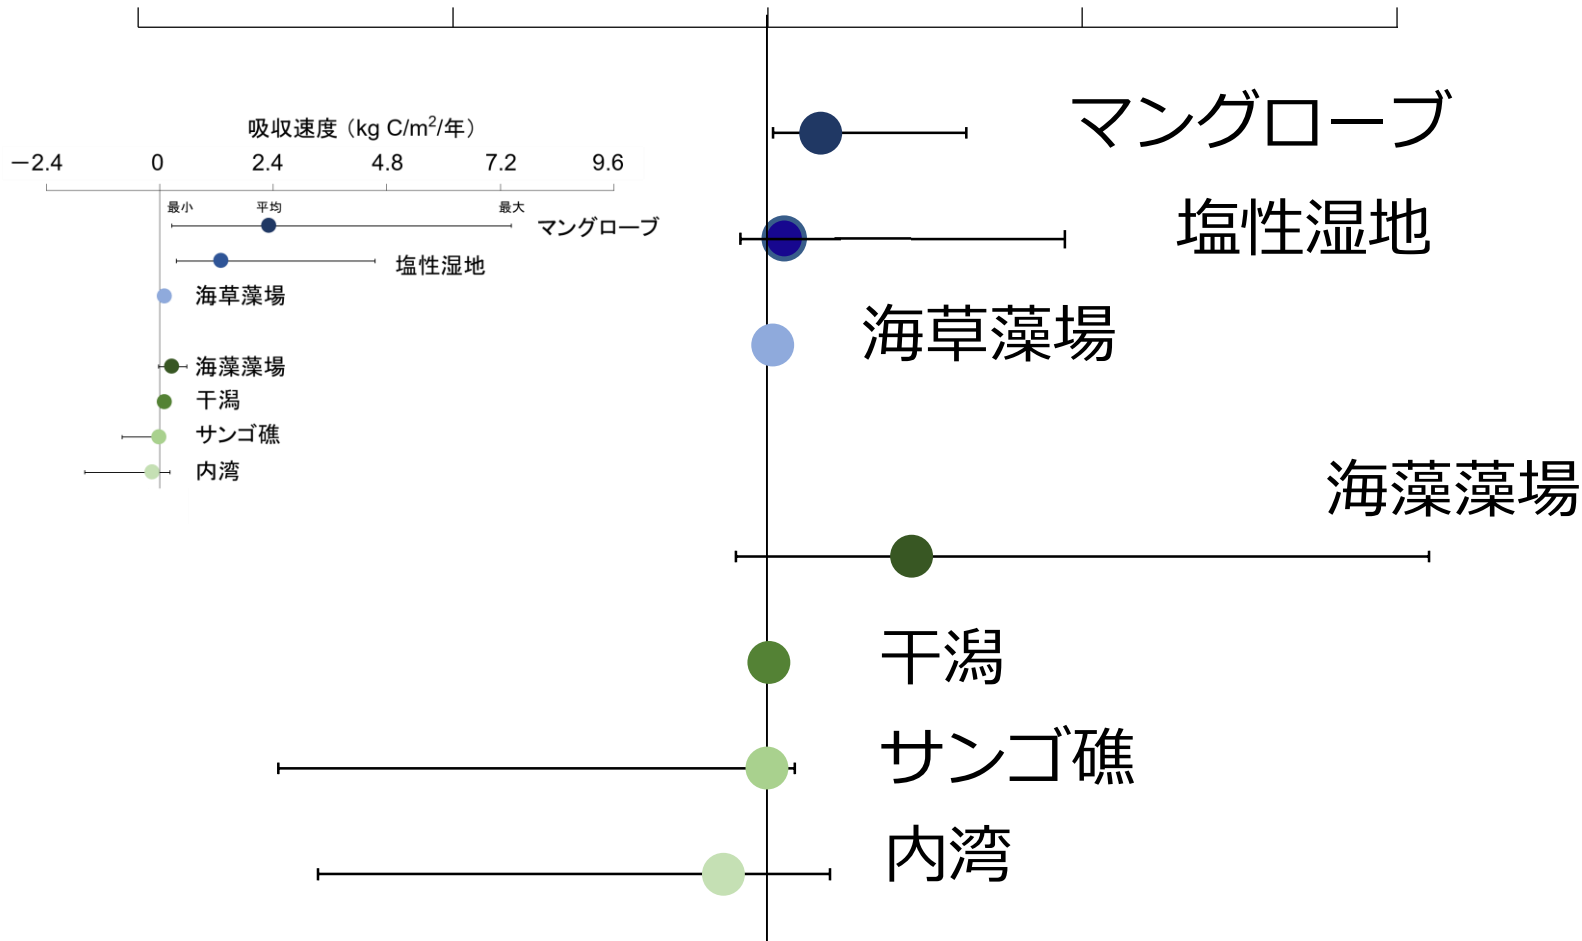 吸収速度（kg C/m²/年）
－2.4 0 2.4 4.8 7.2 9.6
最小 平均 最大
マングローブ
塩性湿地
海草藻場
海藻藻場
干潟
サンゴ礁
内湾
マングローブ
塩性湿地
海草藻場
海藻藻場
干潟
サンゴ礁
内湾